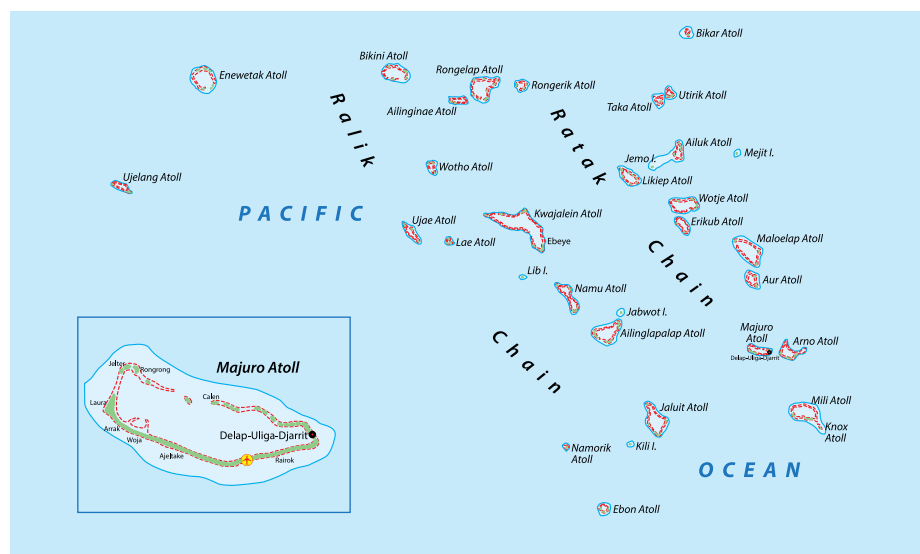 Bikar Atoll
Bikini Atoll
Enewetak Atoll
Rongelap Atoll
Rongerik Atoll
Ailinginae Atoll
Utirik Atoll
Taka Atoll
Ralik
Ratak
Ailuk Atoll
Jemo I.
Mejit I.
Wotho Atoll
Likiep Atoll
Ujelang Atoll
Wotje Atoll
PACIFIC
Kwajalein Atoll
Ujae Atoll
Erikub Atoll
Lae Atoll
Ebeye
Maloelap Atoll
Chain
Lib I.
Aur Atoll
Namu Atoll
Jabwot I.
Ailinglapalap Atoll
Majuro
Atoll
Arno Atoll
Delap-Uliga-Djarrit
Chain
Majuro Atoll
Jelter
Rongrong
Laura
Calen
Arrak
Woja
Delap-Uliga-Djarrit
Ajeltake
Rairok
Jaluit Atoll
Mili Atoll
Knox
Atoll
Namorik
Atoll
Kili I.
OCEAN
Ebon Atoll